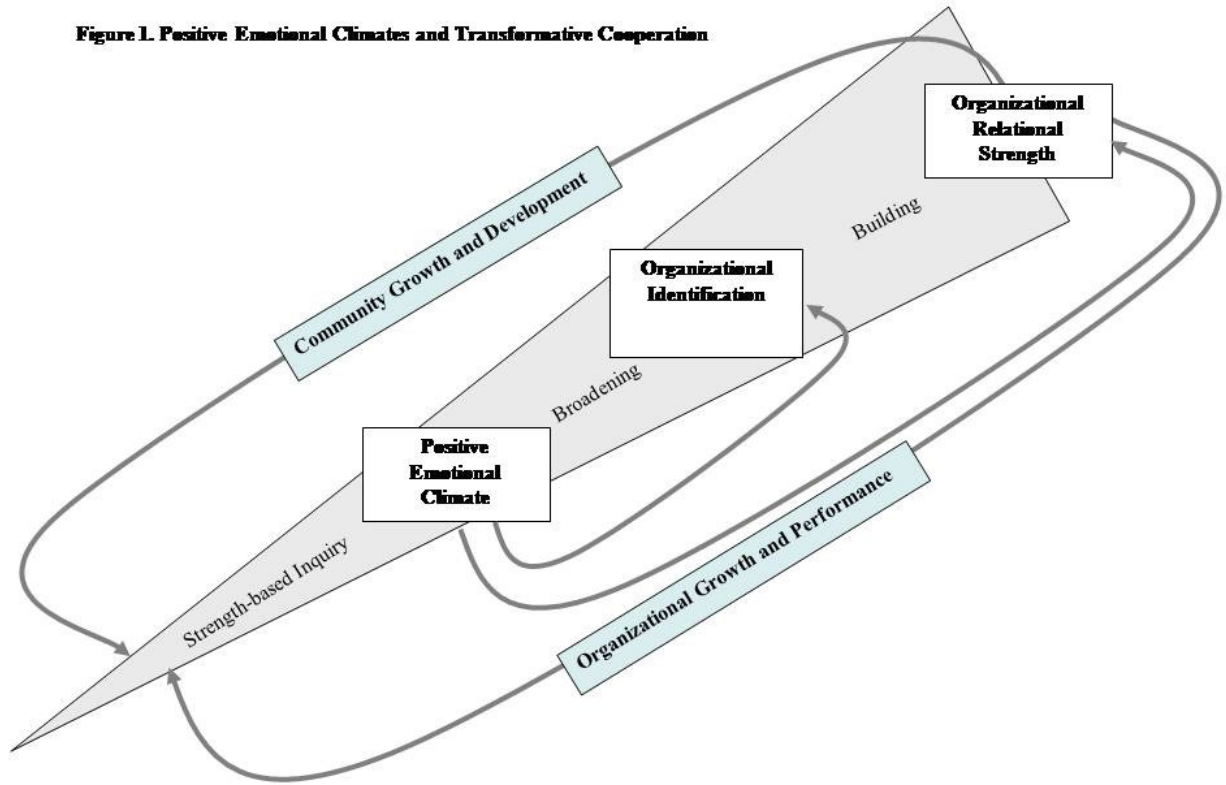 Figure 1. Positive Emotional Climates and Transformative Cooperation
Organizational
Relational
Strength
Building
Community Growth and Development
Organizational
Identification
Broadening
Positive
Emotional
Climate
Organizational Growth and Performance
Strength-based Inquiry